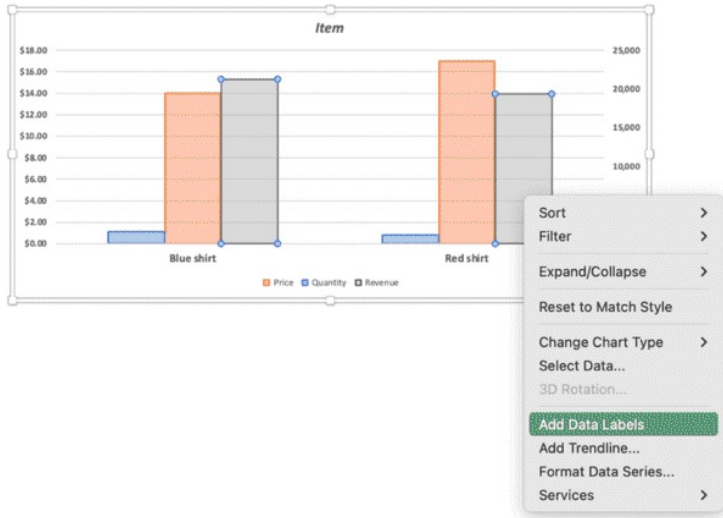 Item
$18.00
$16.00
$14.00
$12.00
$10.00
$8.00
$6.00
$4.00
$2.00
$0.00
25,000
20,000
15,000
10,000
Blue shirt
Red shirt
Price Quantity Revenue
Sort
Filter
Expand/Collapse
Reset to Match Style
Change Chart Type
Select Data...
3D Rotation...
Add Data Labels
Add Trendline...
Format Data Series...
Services